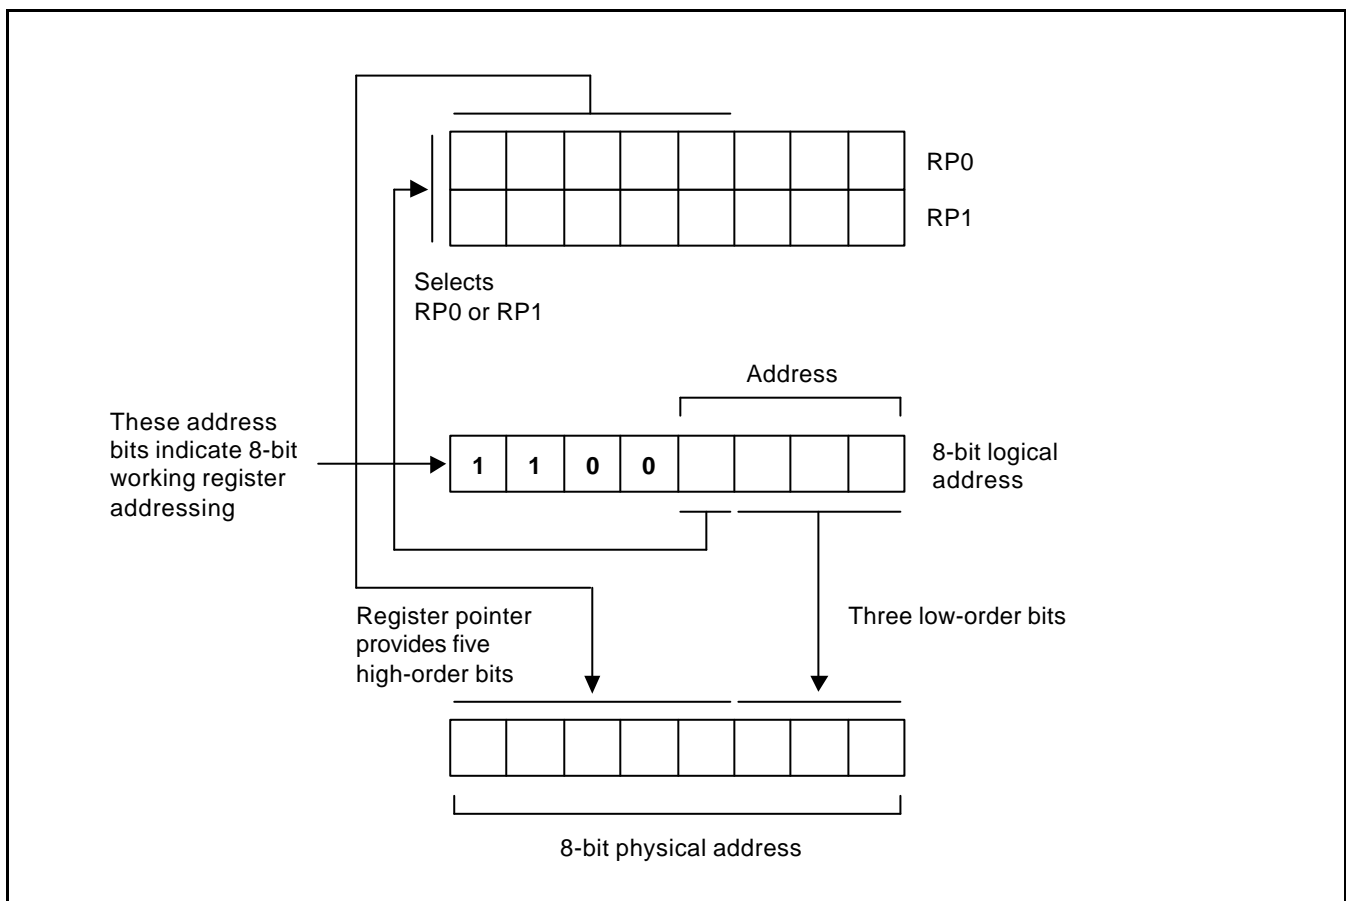 RP0
RP1
Selects
RP0 or RP1
Address
These address
bits indicate 8-bit
working register
addressing
1 1 0 0
8-bit logical
address
Register pointer
provides five
high-order bits
Three low-order bits
8-bit physical address